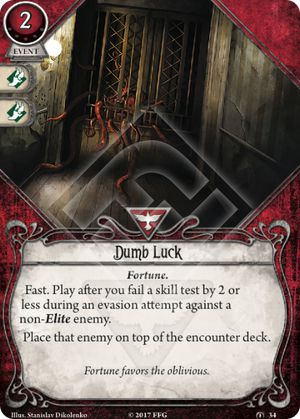 2
EVENT
Dumb Luck
Fortune.
Fast. Play after you fail a skill test by 2 or
less during an evasion attempt against a
non-Elite enemy.
Place that enemy on top of the encounter deck.
Fortune favors the oblivious.
Illus. Stanislav Dikolenko
© 2017 FFG
34